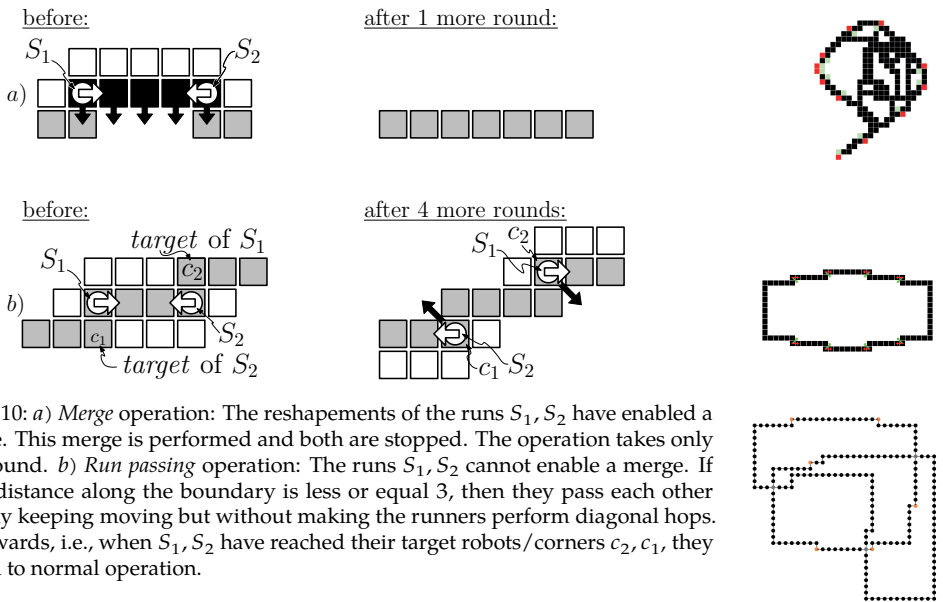 before:
after 1 more round:
S1
S2
a)
before:
after 4 more rounds:
target of S1
S1
c2
b)
c1
S2
target of S2
c2
S1
c1
S2
10: a) Merge operation: The reshapements of the runs S1, S2 have enabled a
. This merge is performed and both are stopped. The operation takes only
b) Run passing operation: The runs S1, S2 cannot enable a merge. If
distance along the boundary is less or equal 3, then they pass each other
keeping moving but without making the runners perform diagonal hops.
i.e., when S1, S2 have reached their target robots/corners c2, c1, they
to normal operation.